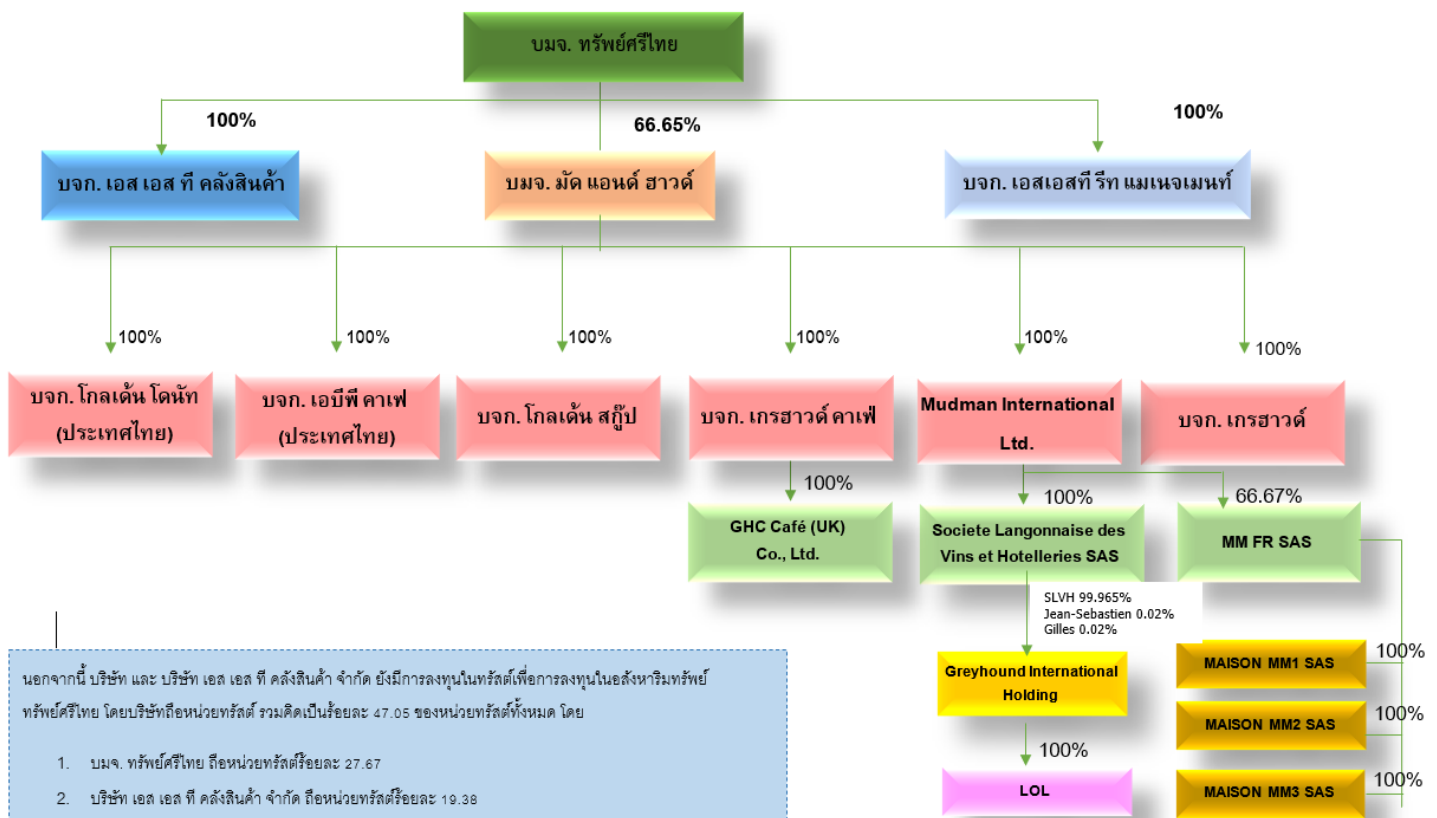 บมจ. ทรัพย์ศรีไทย
100%
66.65%
100%
บจก. เอส เอส ที คลังสินค้า
บมจ. มัด แอนด์ ฮาวด์
บจก. เอสเอสที รีท แมเนจเมนท์
100%
100%
100%
100%
100%
100%
บจก. โกลเด้น โดนัท
(ประเทศไทย)
บจก. เอบีพี คาเฟ่
(ประเทศไทย)
บจก. โกลเด้น สกู๊ป
บจก. เกรฮาวด์ คาเฟ่
Mudman International
Ltd.
บจก. เกรฮาวด์
100%
100%
66.67%
GHC Café (UK)
Co., Ltd.
Societe Langonnaise des
Vins et Hotelleries SAS
MM FR SAS
SLVH 99.965%
Jean-Sebastien 0.02%
Gilles 0.02%
Greyhound International
Holding
100%
LOL
100%
MAISON MM1 SAS
100%
MAISON MM2 SAS
100%
MAISON MM3 SAS
นอกจากนี้ บริษัท และ บริษัท เอส เอส ที คลังสินค้า จำกัด ยังมีการลงทุนในทรัสต์เพื่อการลงทุนในอสังหาริมทรัพย์
ทรัพย์ศรีไทย โดยบริษัทถือหน่วยทรัสต์ รวมคิดเป็นร้อยละ 47.05 ของหน่วยทรัสต์ทั้งหมด โดย
1. บมจ. ทรัพย์ศรีไทย ถือหน่วยทรัสต์ร้อยละ 27.67
2. บริษัท เอส เอส ที คลังสินค้า จำกัด ถือหน่วยทรัสต์ร้อยละ 19.38